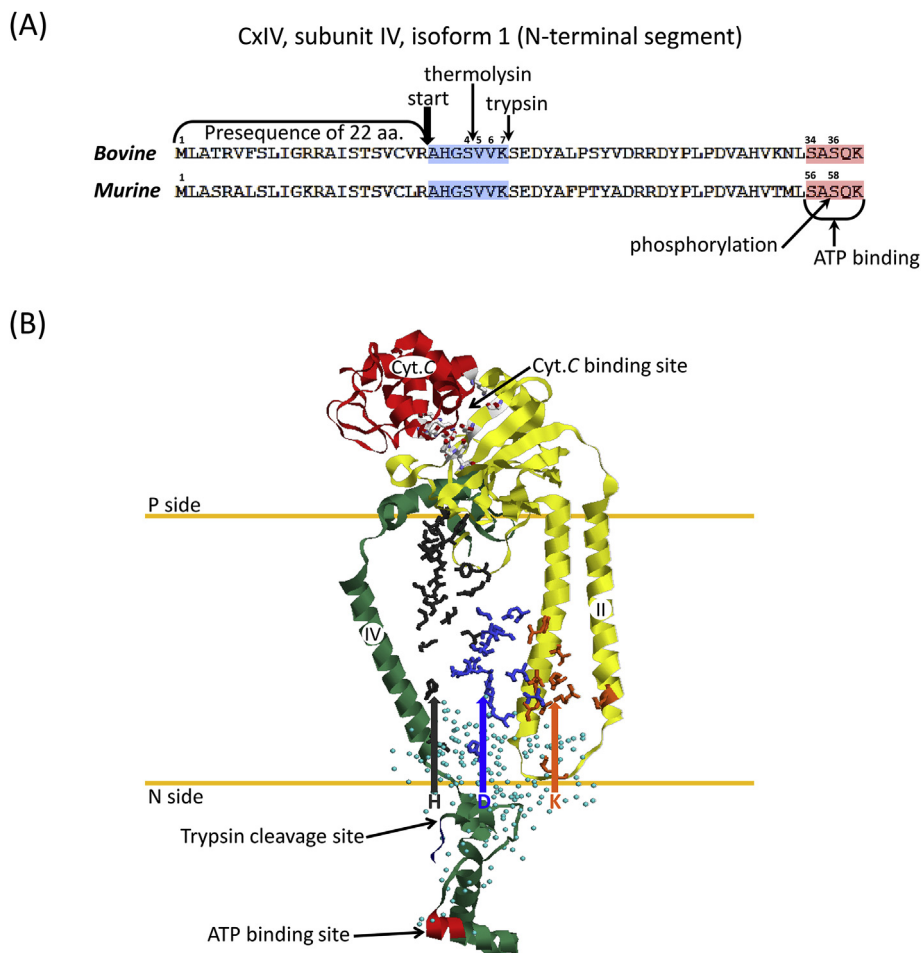 (A)
CxIV, subunit IV, isoform 1 (N-terminal segment)
thermolysin
start
trypsin
Presequence of 22 aa.
1 4 5 6 7 34 36
Bovine MLATRVFSLIGRRAISTSVCVRAHGSVVKSEDYALPSYVDRRDYPLPDVAHVKNLSASQK
1 56 58
Murine MLASRALSLIGKRAISTSVCLRAHGSVVKSEDYAFPTYADRRDYPLPDVAHVTMLSASQK
phosphorylation
ATP binding
(B)
Cyt.C
Cyt.C binding site
P side
IV
II
N side
H D K
Trypsin cleavage site
ATP binding site